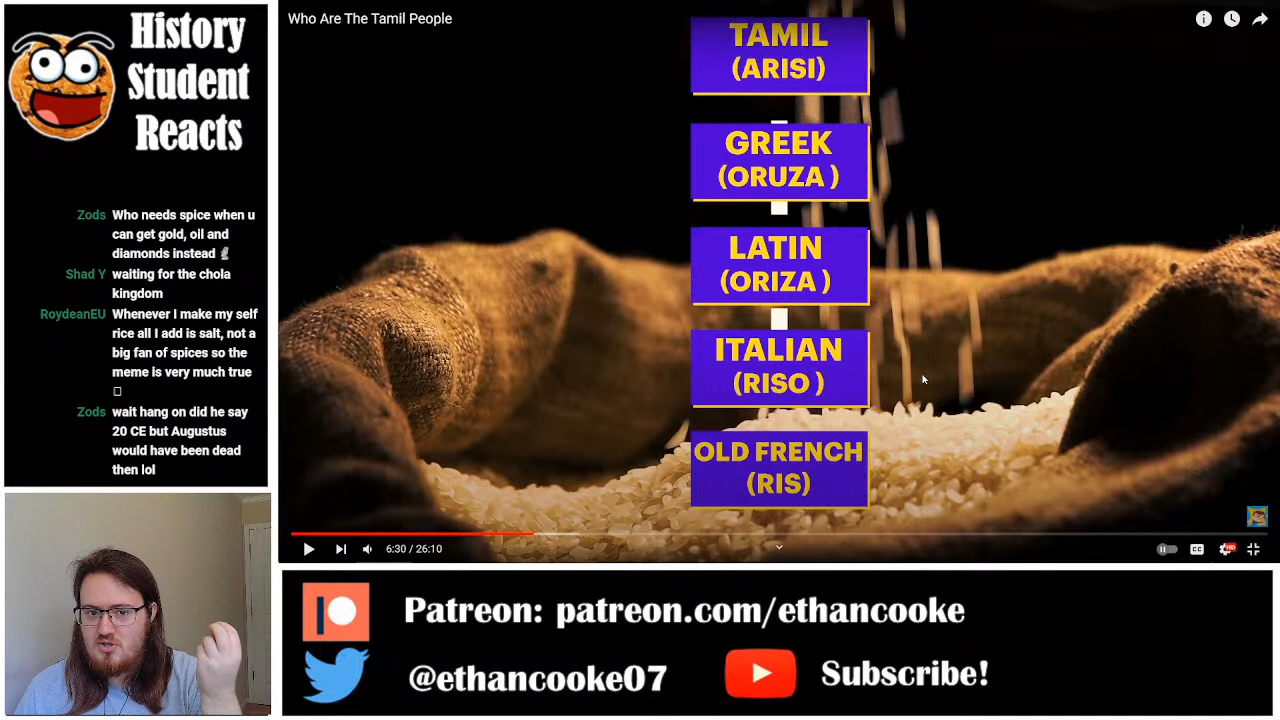 History
Student
Reacts
Zods Who needs spice when u
can get gold, oil and
diamonds instead
Shad Y waiting for the chola
kingdom
RoydeanEU Whenever I make my self
rice all I add is salt, not a
big fan of spices so the
meme is very much true
Zods wait hang on did he say
20 CE but Augustus
would have been dead
then lol
Who Are The Tamil People
TAMIL
(ARISI)
GREEK
(ORUZA )
LATIN
(ORIZA )
ITALIAN
(RISO )
OLD FRENCH
(RIS)
6:30 / 26:10
CC
HD
Patreon: patreon.com/ethancooke
@ethancooke07
Subscribe!